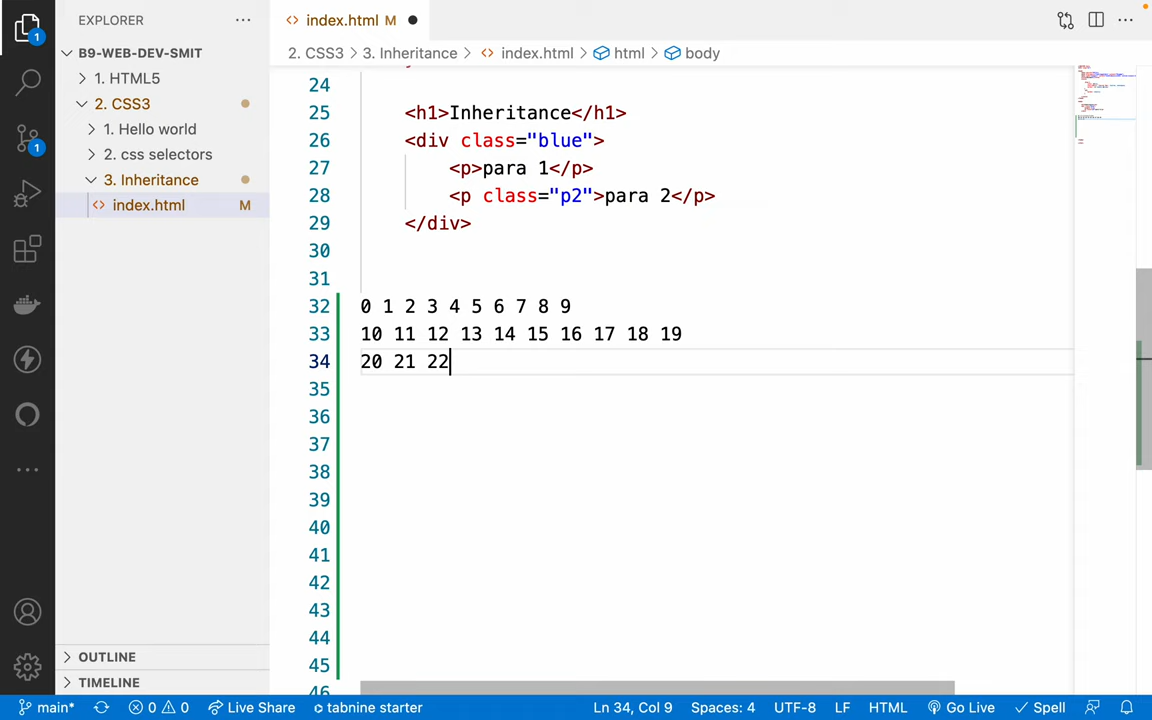 EXPLORER
index.html M
B9-WEB-DEV-SMIT
2. CSS3 > 3. Inheritance > index.html > html > body
1. HTML5
2. CSS3
1. Hello world
2. css selectors
3. Inheritance
index.html M
1
1
24
25 <h1>Inheritance</h1>
26 <div class="blue">
27 <p>para 1</p>
28 <p class="p2">para 2</p>
29 </div>
30
31
32 0 1 2 3 4 5 6 7 8 9
33 10 11 12 13 14 15 16 17 18 19
34 20 21 22
35
36
37
38
39
40
41
42
43
44
45
46
OUTLINE
TIMELINE
main* 0 0 Live Share tabnine starter Ln 34, Col 9 Spaces: 4 UTF-8 LF HTML Go Live Spell